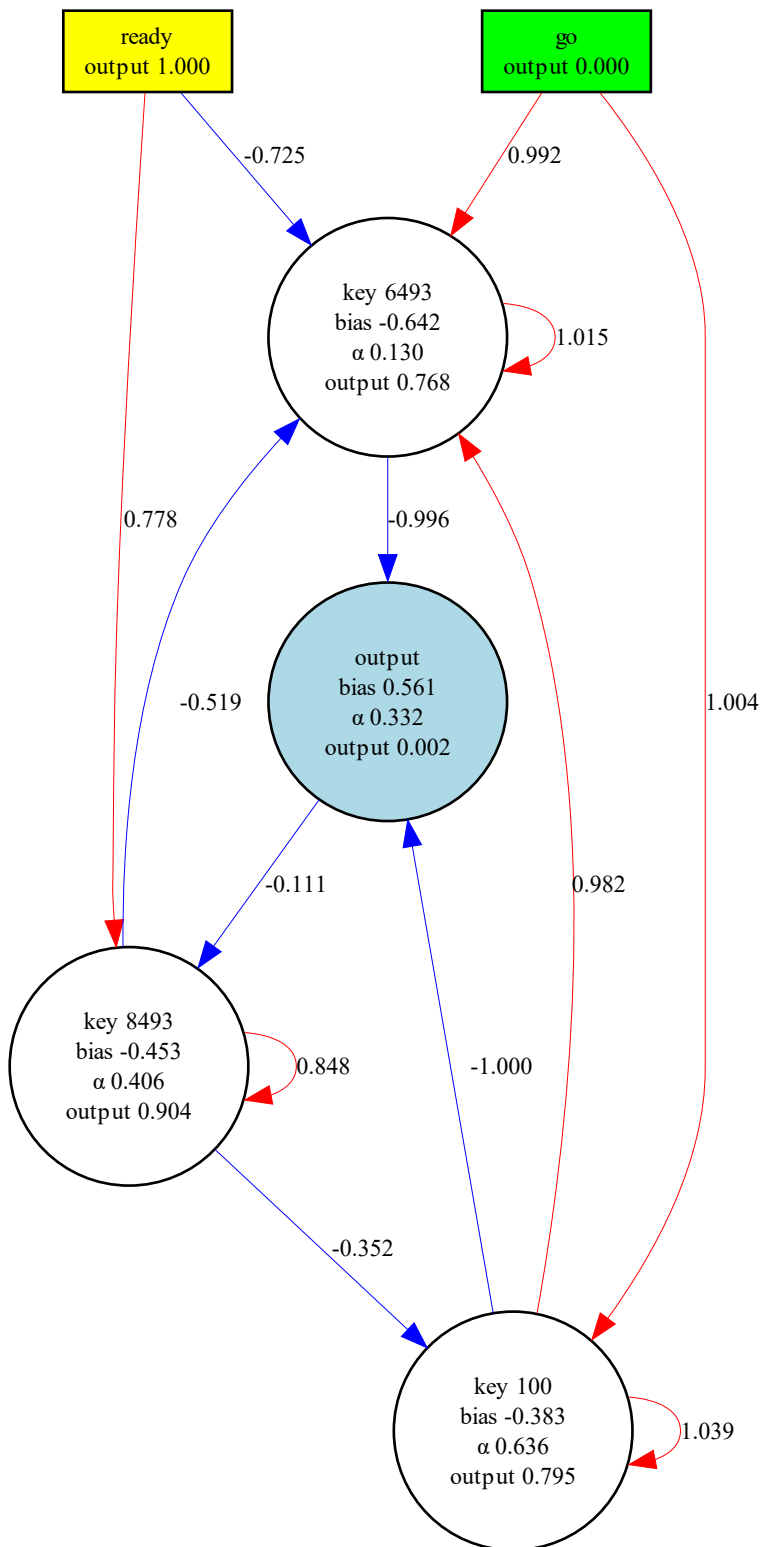 ready
output 1.000
go
output 0.000
-0.725
0.992
key 6493
bias -0.642
α 0.130
output 0.768
1.015
0.778
-0.996
output
bias 0.561
α 0.332
output 0.002
-0.519
1.004
-0.111
0.982
key 8493
bias -0.453
α 0.406
output 0.904
0.848
-1.000
-0.352
key 100
bias -0.383
α 0.636
output 0.795
1.039